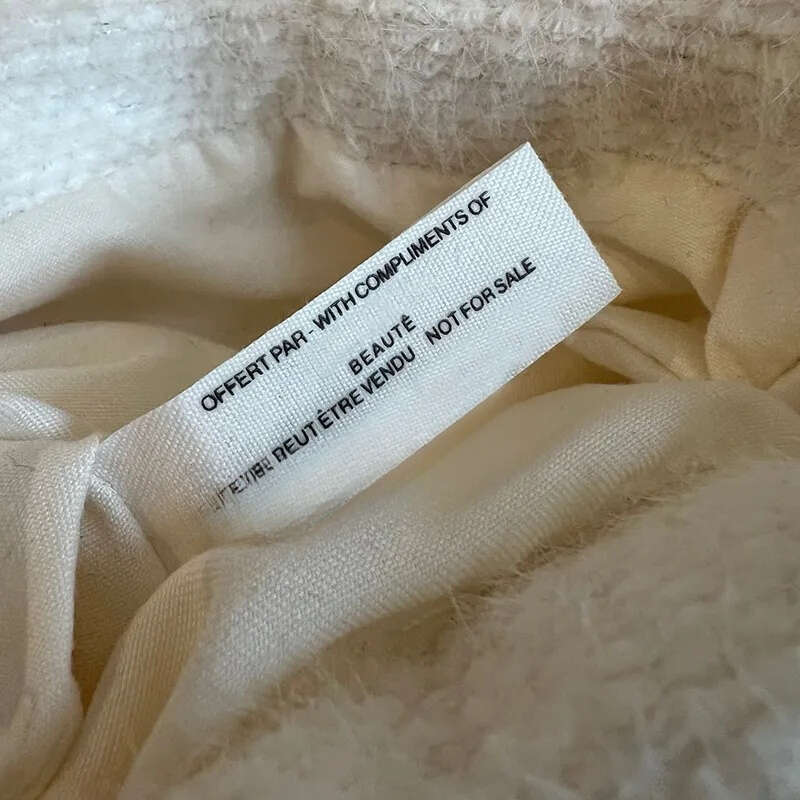 OFFERT PAR - WITH COMPLIMENTS OF
BEAUTÉ
PEUT ÊTRE VENDU NOT FOR SALE